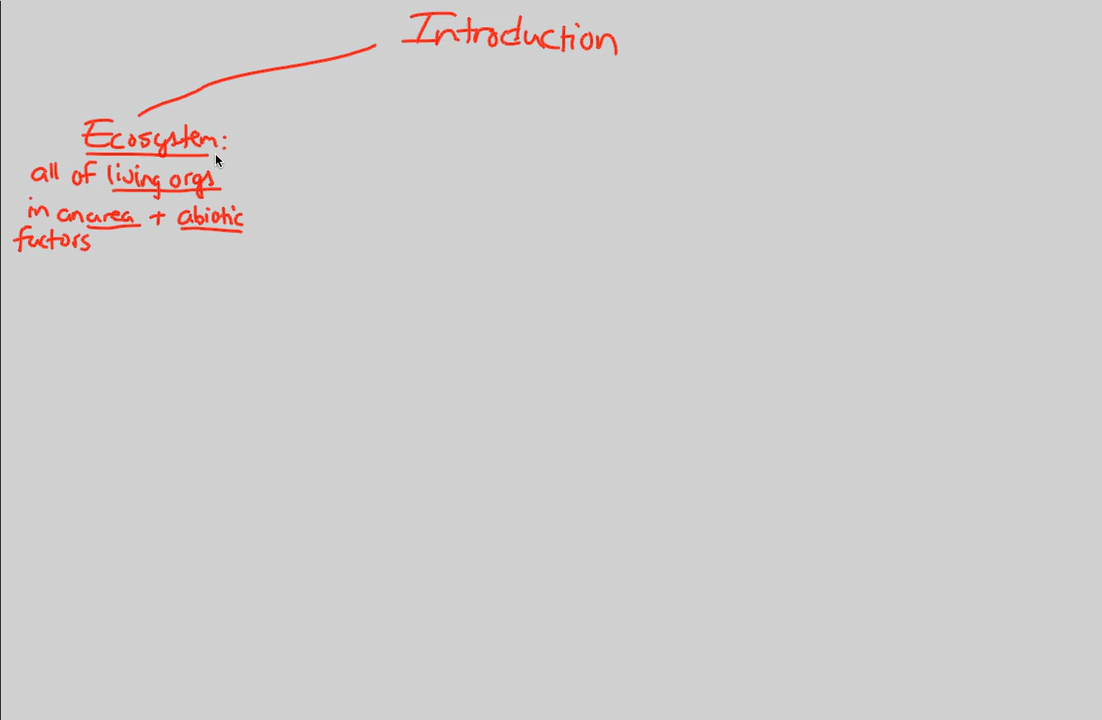 Introduction
Ecosystem:
all of living orgs
in an area + abiotic
factors